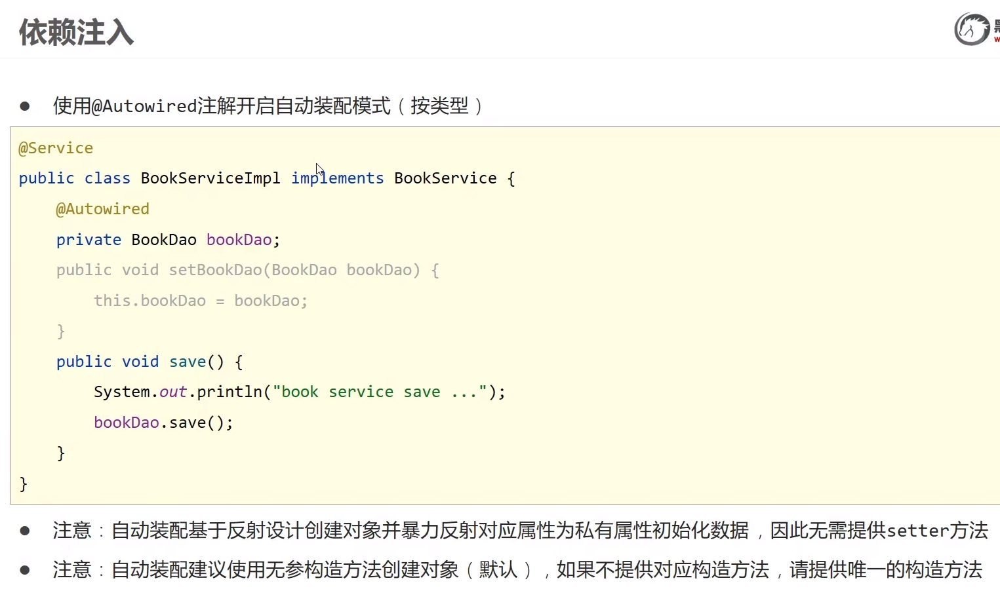 依赖注入
使用@Autowired注解开启自动装配模式（按类型）
@Service
public class BookServiceImpl implements BookService {
@Autowired
private BookDao bookDao;
public void setBookDao(BookDao bookDao) {
this.bookDao = bookDao;
}
public void save() {
System.out.println("book service save ...");
bookDao.save();
}
}
注意：自动装配基于反射设计创建对象并暴力反射对应属性为私有属性初始化数据，因此无需提供setter方法
注意：自动装配建议使用无参构造方法创建对象（默认），如果不提供对应构造方法，请提供唯一的构造方法